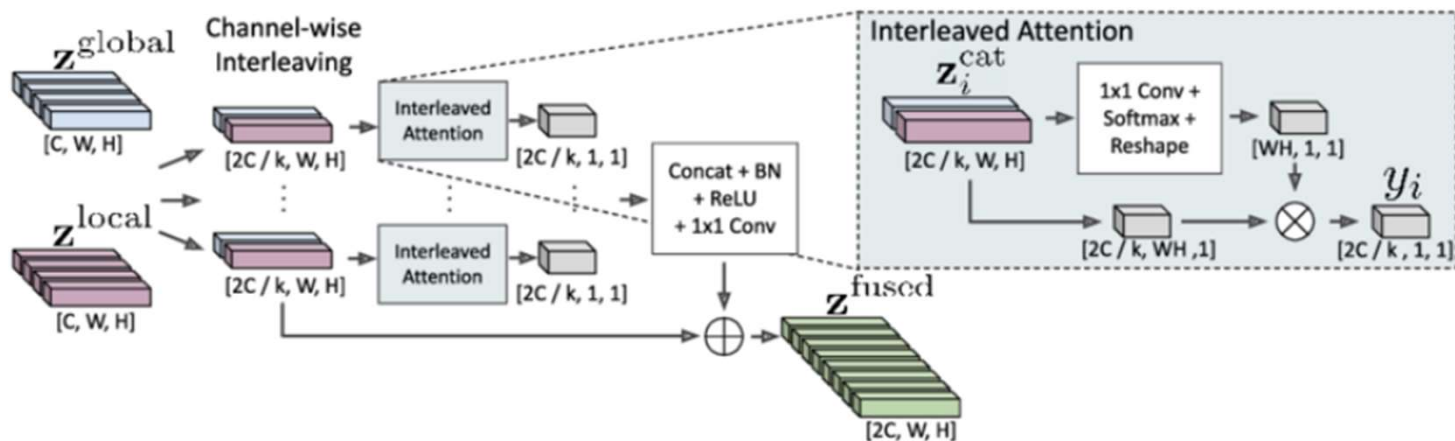 z^global
[C, W, H]
z^local
[C, W, H]
Channel-wise
Interleaving
[2C / k, W, H]
[2C / k, W, H]
Interleaved
Attention
[2C / k, 1, 1]
Interleaved
Attention
[2C / k, 1, 1]
Concat + BN
+ ReLU
+ 1x1 Conv
z^fused
[2C, W, H]
Interleaved Attention
z_i^cat
[2C / k, W, H]
1x1 Conv +
Softmax +
Reshape
[WH, 1, 1]
[2C / k, WH ,1]
y_i
[2C / k , 1, 1]